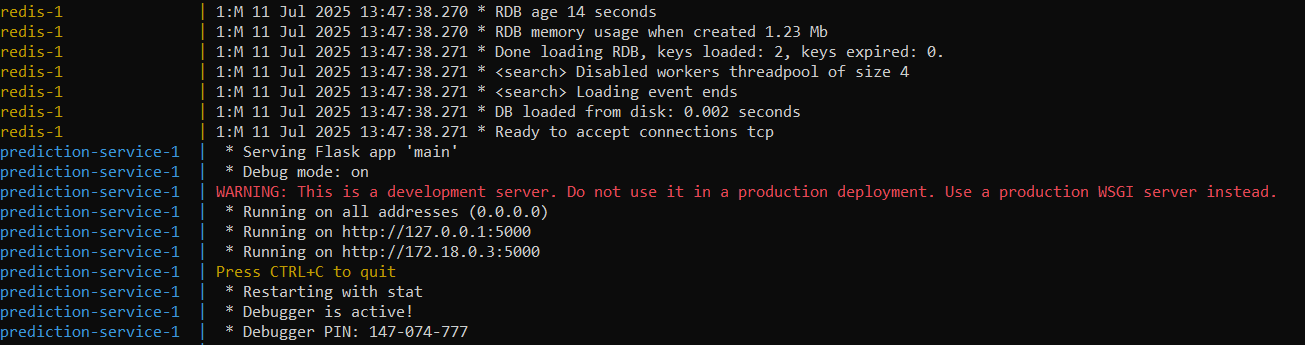 redis-1 | 1:M 11 Jul 2025 13:47:38.270 * RDB age 14 seconds
redis-1 | 1:M 11 Jul 2025 13:47:38.270 * RDB memory usage when created 1.23 Mb
redis-1 | 1:M 11 Jul 2025 13:47:38.271 * Done loading RDB, keys loaded: 2, keys expired: 0.
redis-1 | 1:M 11 Jul 2025 13:47:38.271 * <search> Disabled workers threadpool of size 4
redis-1 | 1:M 11 Jul 2025 13:47:38.271 * <search> Loading event ends
redis-1 | 1:M 11 Jul 2025 13:47:38.271 * DB loaded from disk: 0.002 seconds
redis-1 | 1:M 11 Jul 2025 13:47:38.271 * Ready to accept connections tcp
prediction-service-1 | * Serving Flask app 'main'
prediction-service-1 | * Debug mode: on
prediction-service-1 | WARNING: This is a development server. Do not use it in a production deployment. Use a production WSGI server instead.
prediction-service-1 | * Running on all addresses (0.0.0.0)
prediction-service-1 | * Running on http://127.0.0.1:5000
prediction-service-1 | * Running on http://172.18.0.3:5000
prediction-service-1 | Press CTRL+C to quit
prediction-service-1 | * Restarting with stat
prediction-service-1 | * Debugger is active!
prediction-service-1 | * Debugger PIN: 147-074-777